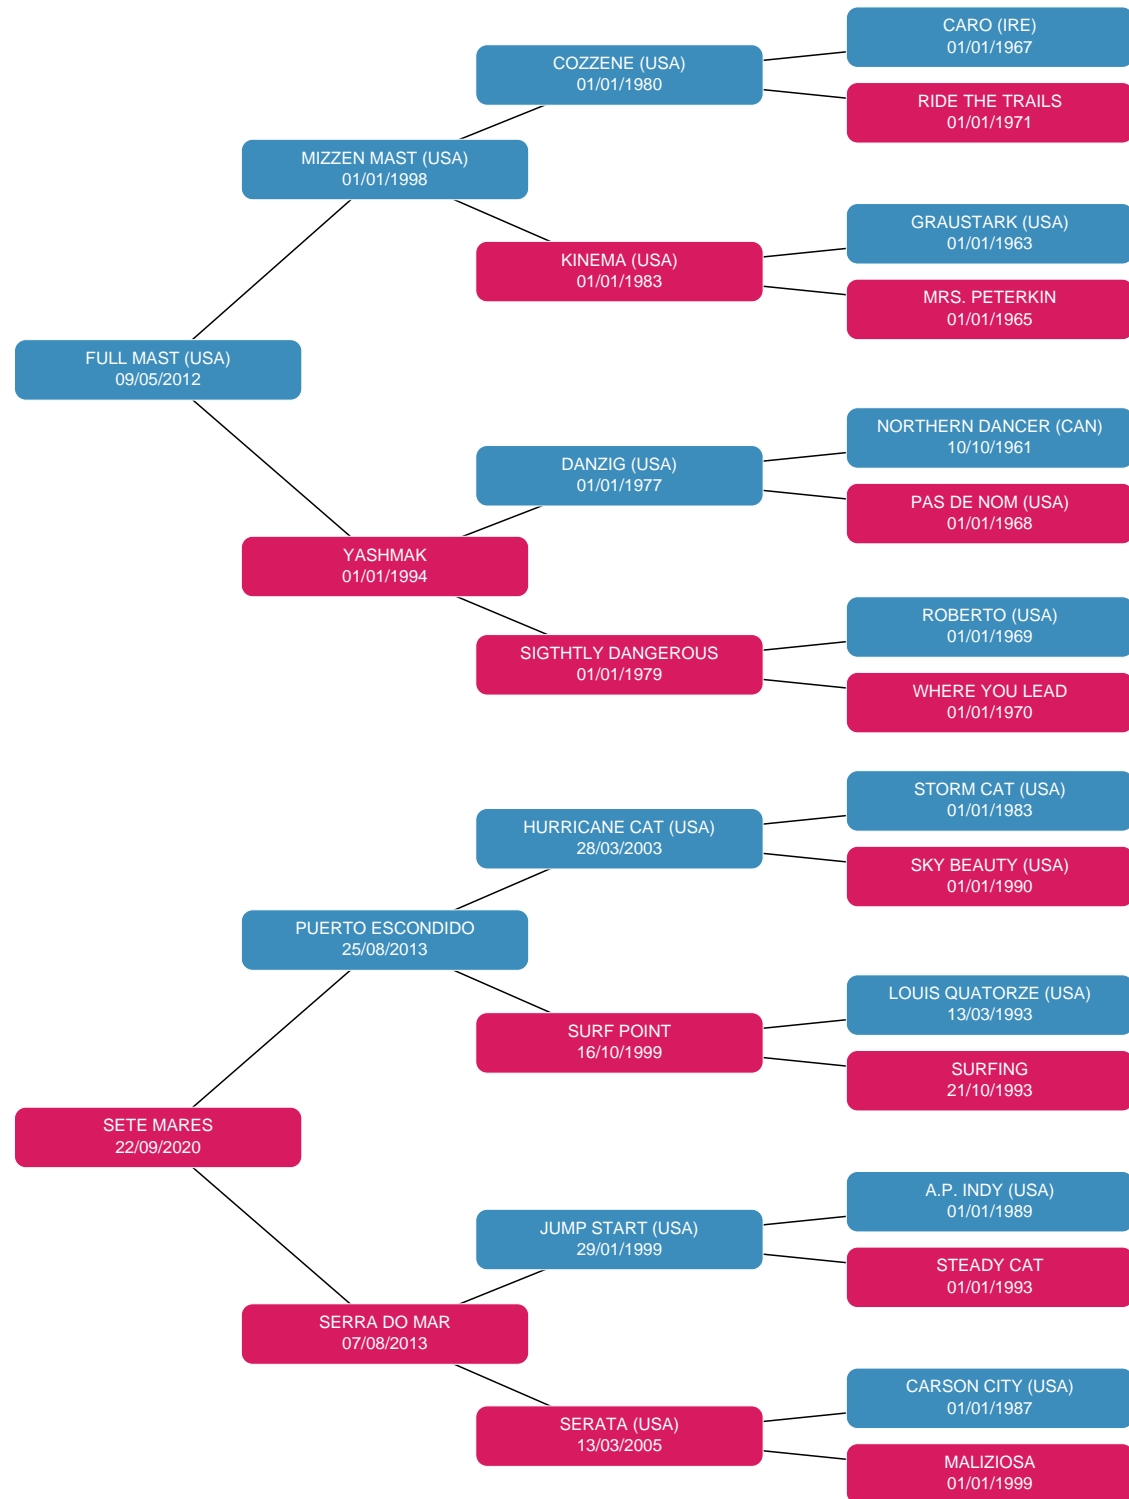 CARO (IRE)
01/01/1967
COZZENE (USA)
01/01/1980
RIDE THE TRAILS
01/01/1971
MIZZEN MAST (USA)
01/01/1998
GRAUSTARK (USA)
01/01/1963
KINEMA (USA)
01/01/1983
MRS. PETERKIN
01/01/1965
FULL MAST (USA)
09/05/2012
NORTHERN DANCER (CAN)
10/10/1961
DANZIG (USA)
01/01/1977
PAS DE NOM (USA)
01/01/1968
YASHMAK
01/01/1994
ROBERTO (USA)
01/01/1969
SIGTHTLY DANGEROUS
01/01/1979
WHERE YOU LEAD
01/01/1970
STORM CAT (USA)
01/01/1983
HURRICANE CAT (USA)
28/03/2003
SKY BEAUTY (USA)
01/01/1990
PUERTO ESCONDIDO
25/08/2013
LOUIS QUATORZE (USA)
13/03/1993
SURF POINT
16/10/1999
SURFING
21/10/1993
SETE MARES
22/09/2020
A.P. INDY (USA)
01/01/1989
JUMP START (USA)
29/01/1999
STEADY CAT
01/01/1993
SERRA DO MAR
07/08/2013
CARSON CITY (USA)
01/01/1987
SERATA (USA)
13/03/2005
MALIZIOSA
01/01/1999